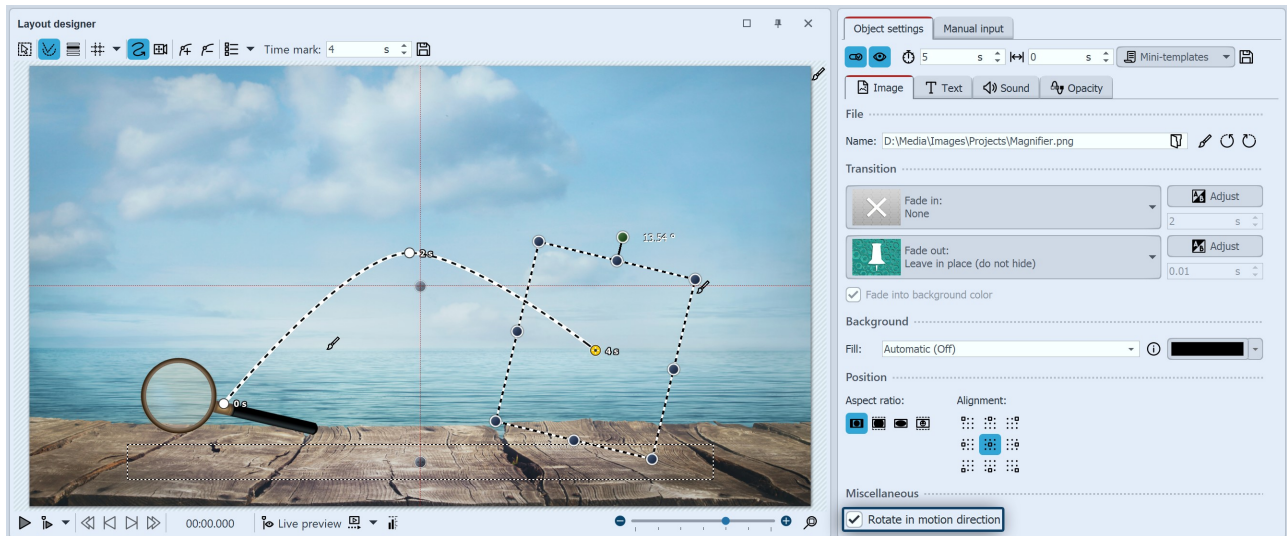 Layout designer
Time mark: 4 s
2s
13.54 °
4s
0s
00:00.000
Live preview
Object settings
Manual input
5 s
0 s
Mini-templates
Image
Text
Sound
Opacity
File
Name: D:\Media\Images\Projects\Magnifier.png
Transition
Fade in:
None
Adjust
2 s
Fade out:
Leave in place (do not hide)
Adjust
0.01 s
Fade into background color
Background
Fill: Automatic (Off)
Position
Aspect ratio:
Alignment:
Miscellaneous
Rotate in motion direction